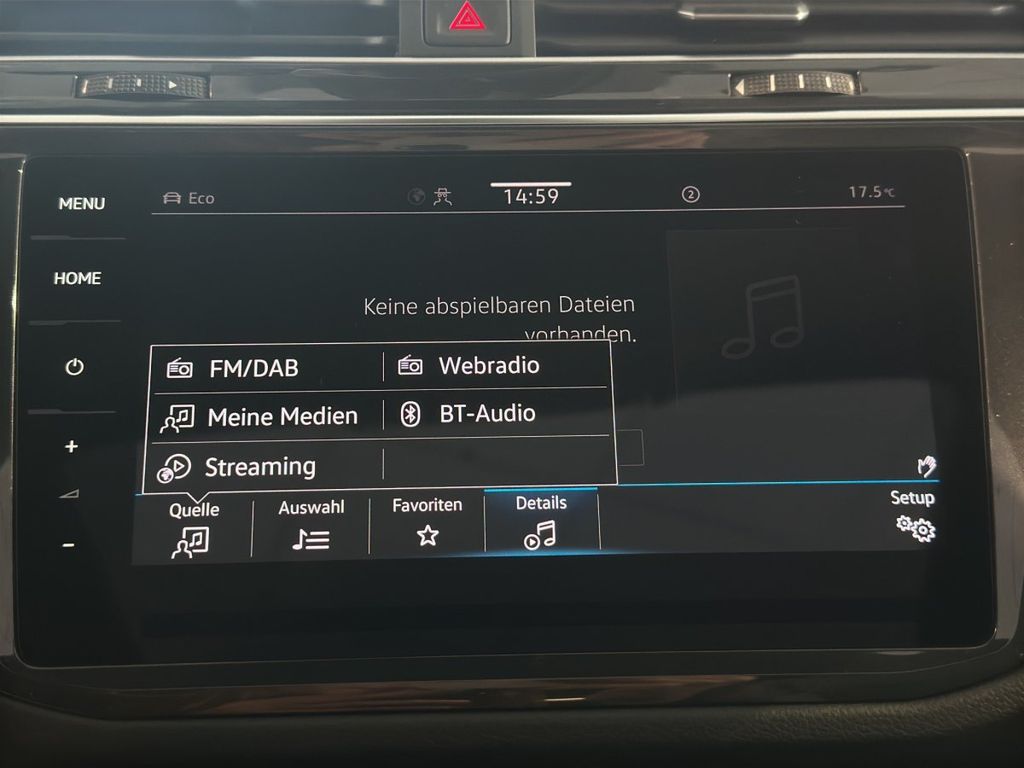 MENU
Eco
14:59
2
17.5°C
HOME
Keine abspielbaren Dateien
vorhanden.
FM/DAB
Webradio
Meine Medien
BT-Audio
Streaming
+
-
Quelle
Auswahl
Favoriten
Details
Setup